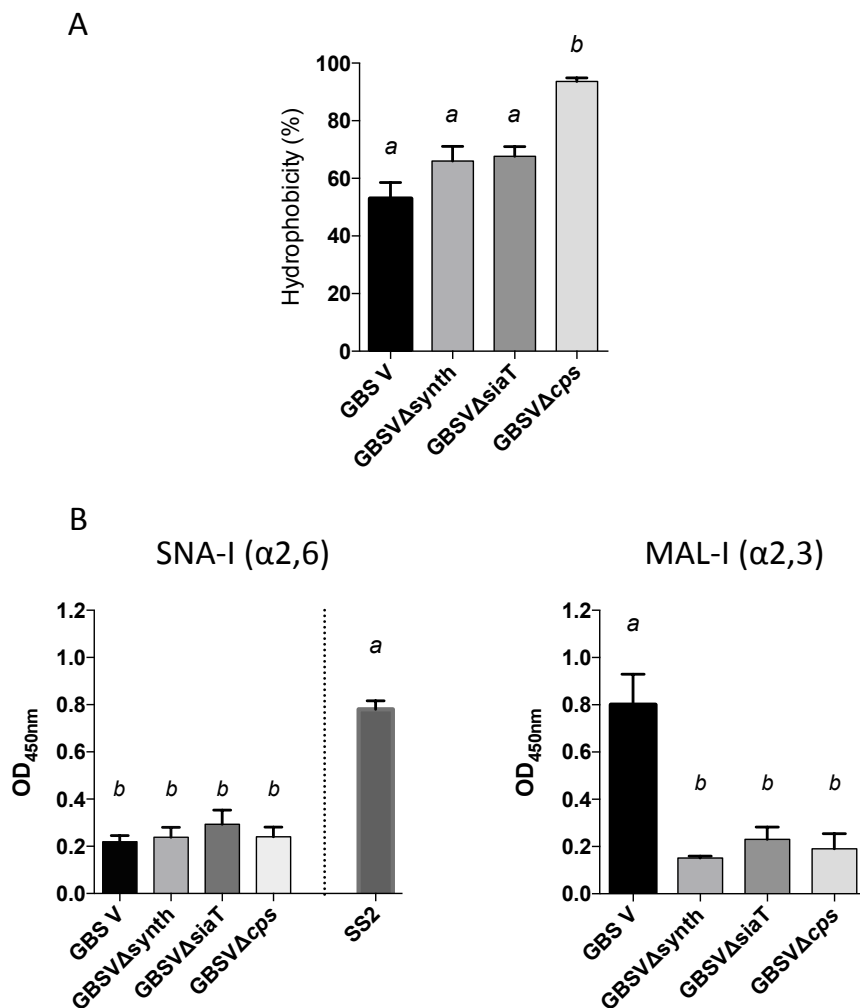 A
b
a
a
a
100
80
60
40
20
0
Hydrophobicity (%)
GBS V
GBSVΔsynth
GBSVΔsiaT
GBSVΔcps
B
SNA-I (α2,6)
1.2
1.0
0.8
0.6
0.4
0.2
0.0
OD450nm
b
b
b
b
a
GBS V
GBSVΔsynth
GBSVΔsiaT
GBSVΔcps
SS2
MAL-I (α2,3)
1.2
1.0
0.8
0.6
0.4
0.2
0.0
OD450nm
a
b
b
b
GBS V
GBSVΔsynth
GBSVΔsiaT
GBSVΔcps